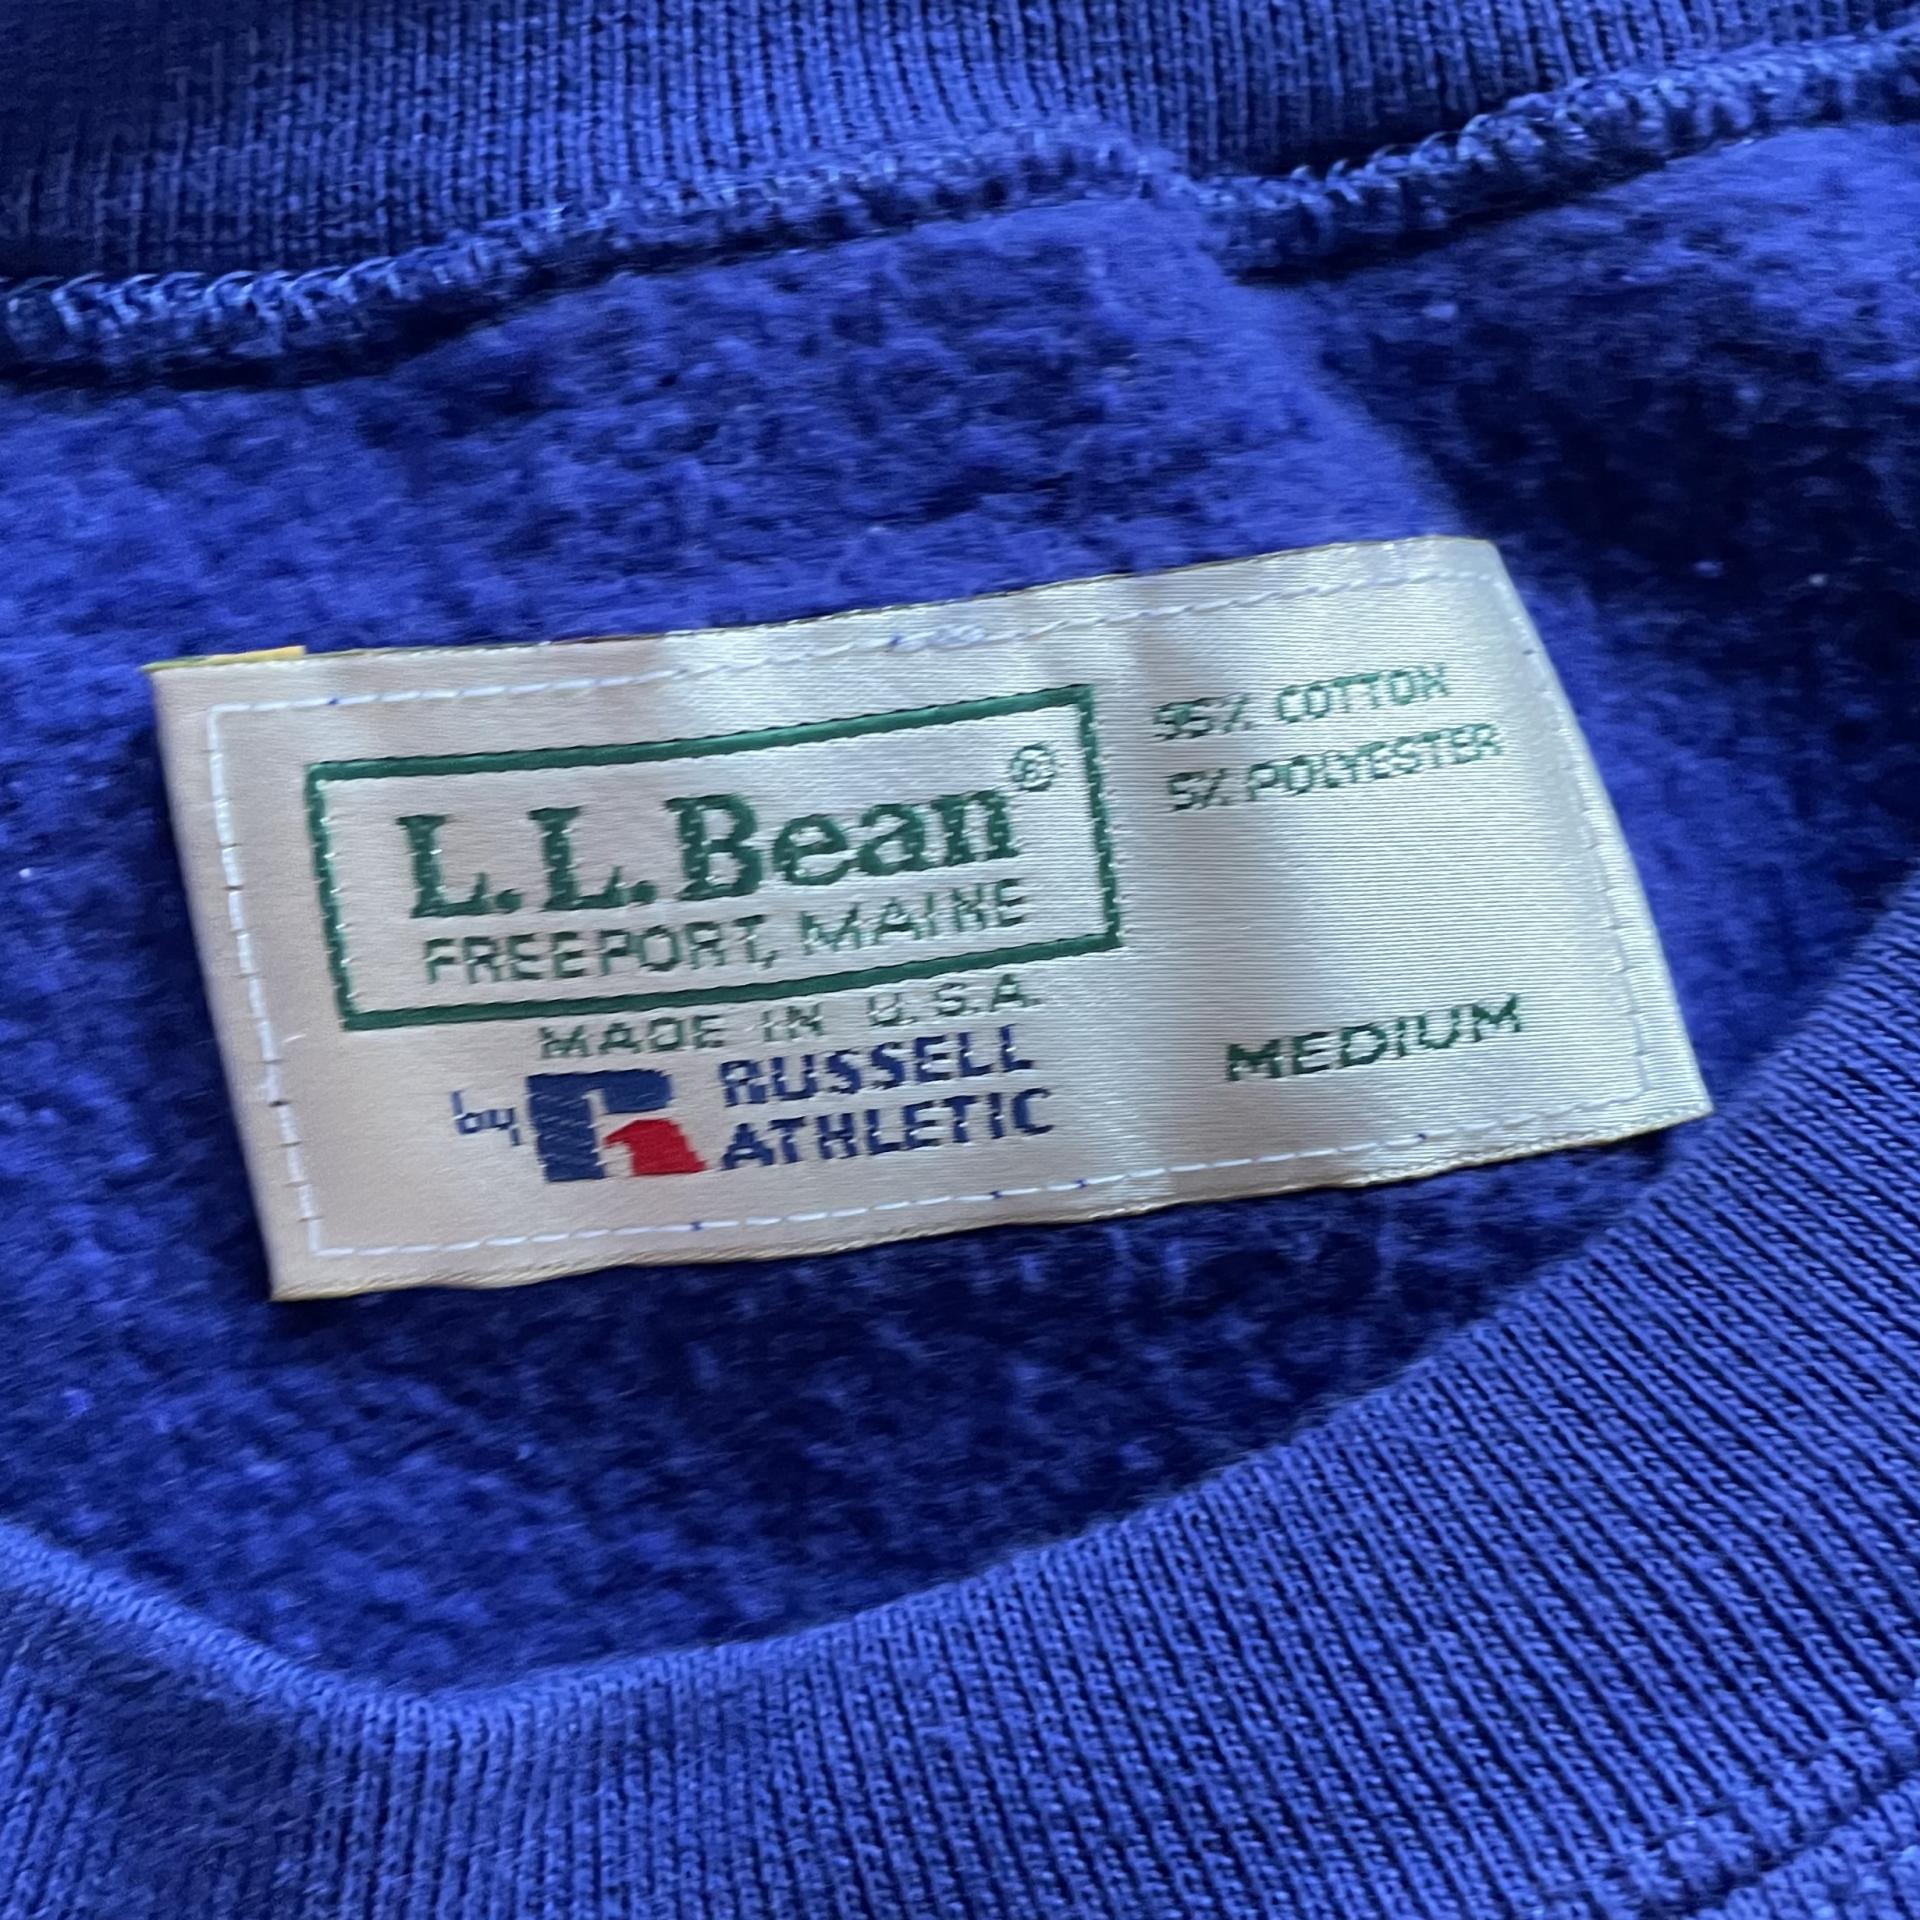 L.L.Bean®
FREEPORT, MAINE
MADE IN U.S.A.
by RUSSELL
ATHLETIC
95% COTTON
5% POLYESTER
MEDIUM